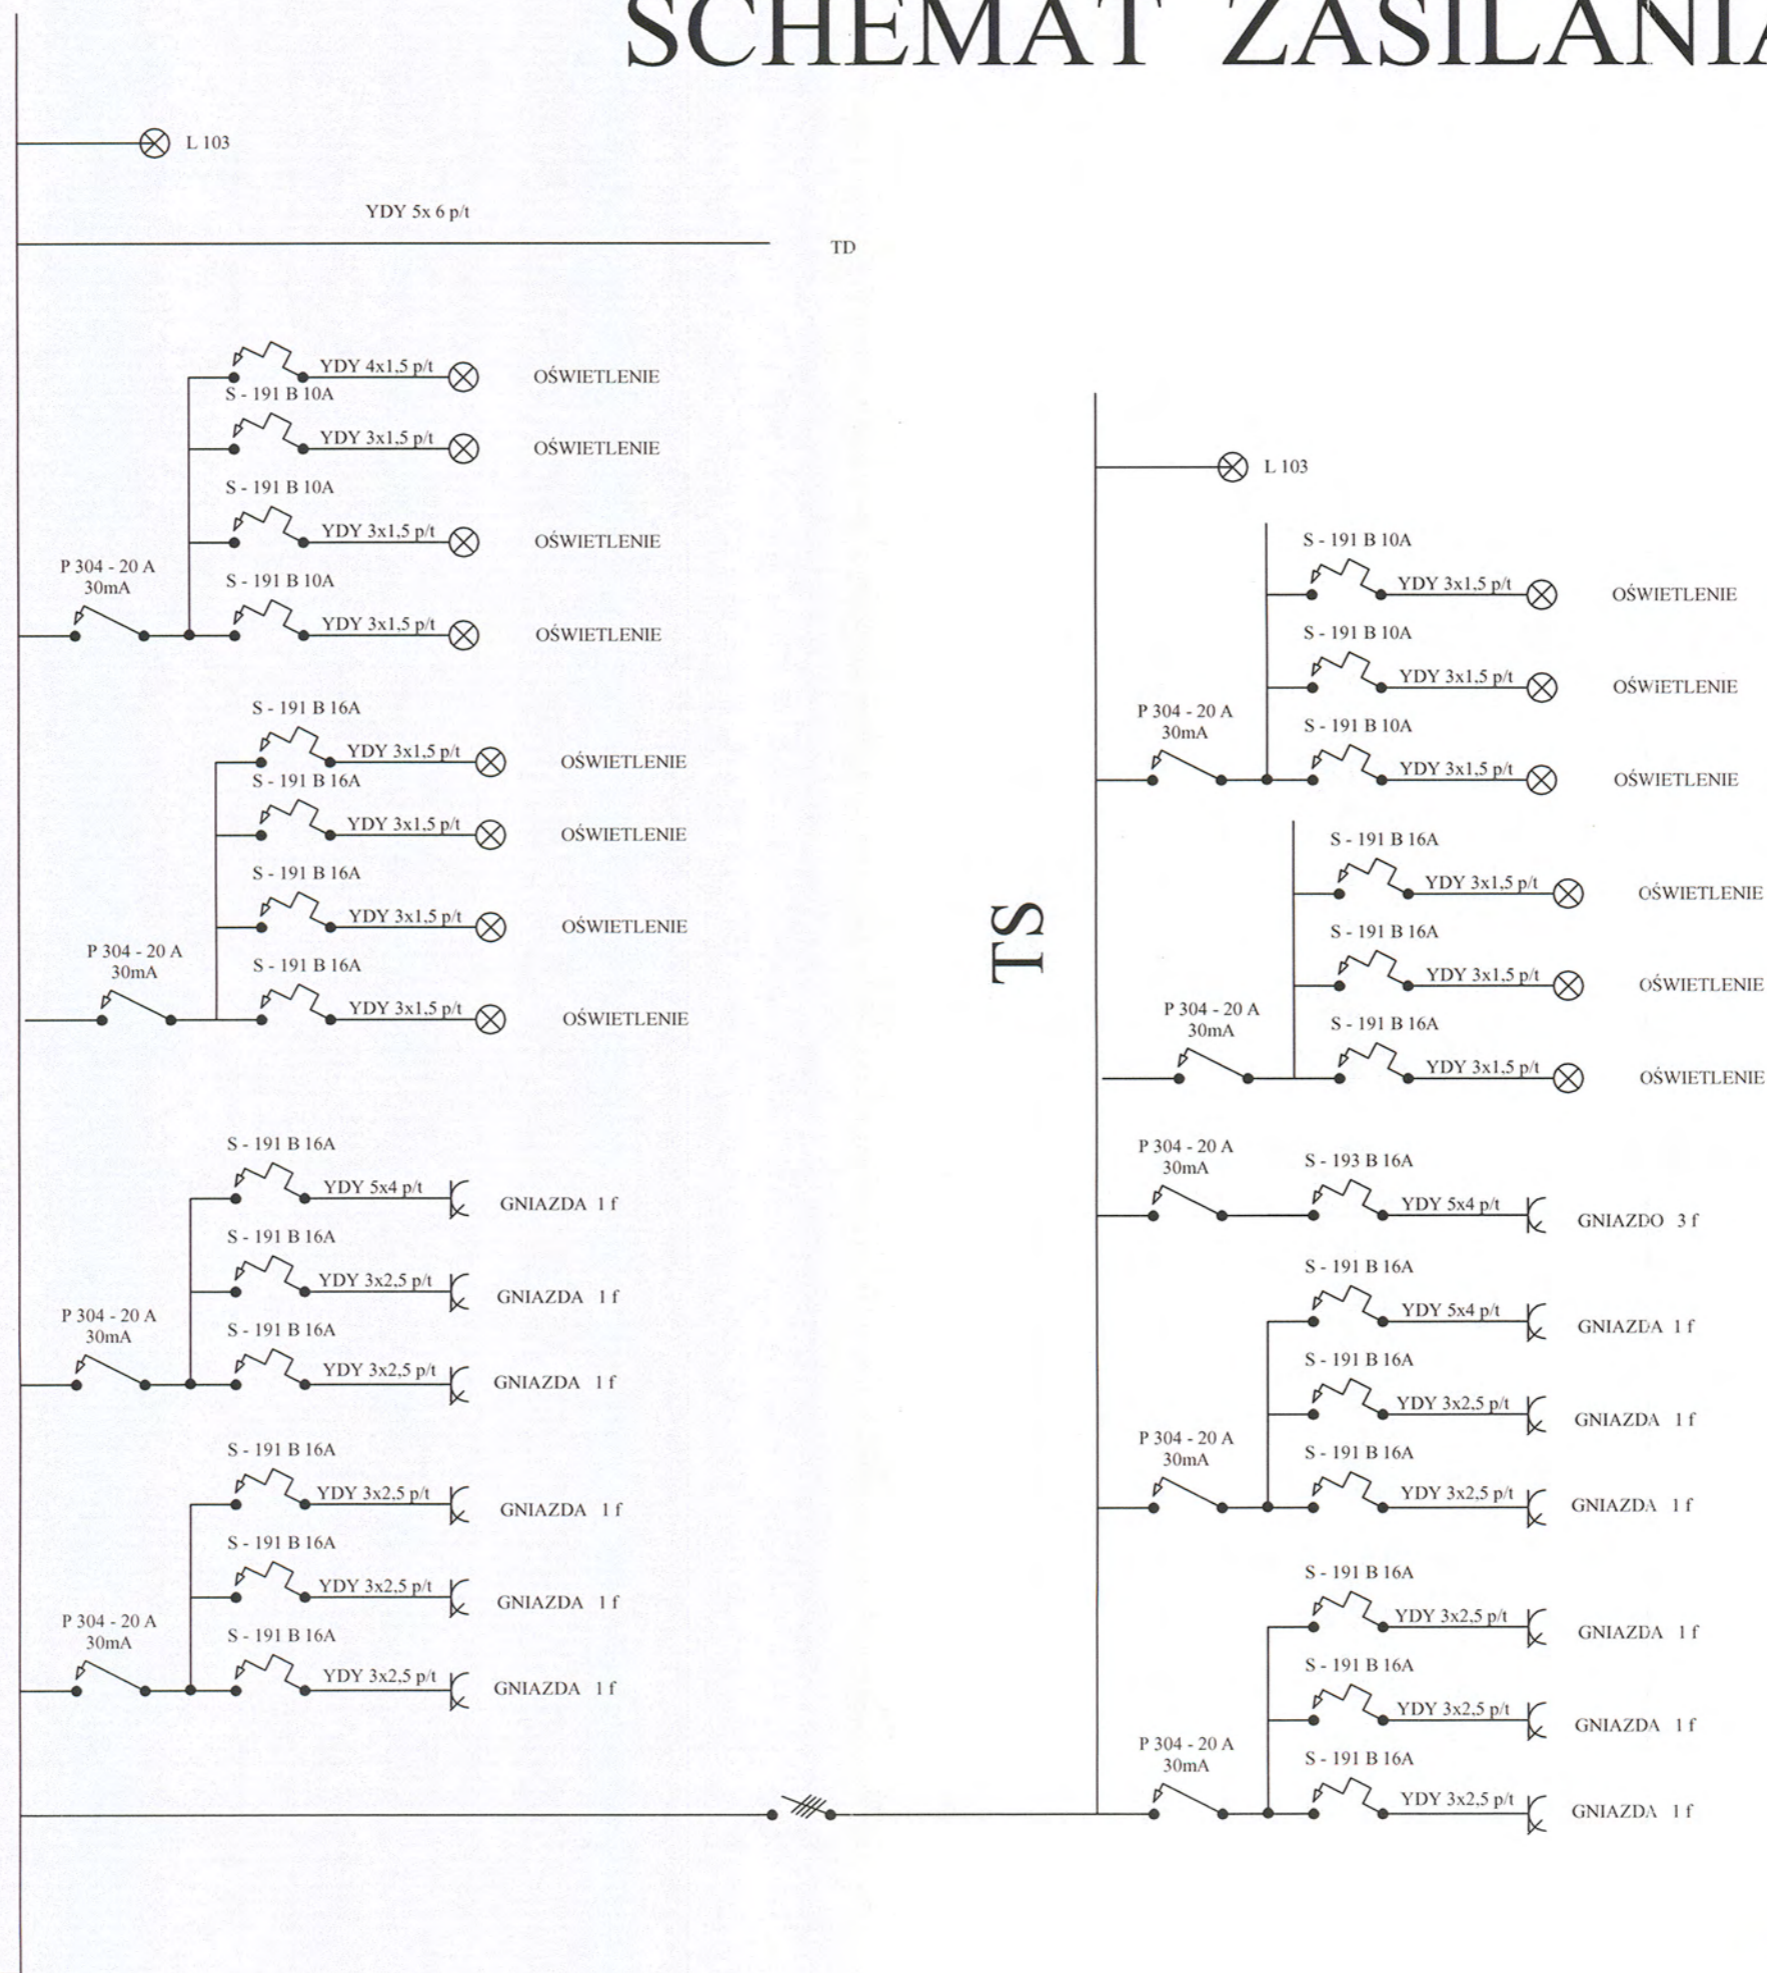 SCHEMAT ZASILANIA
L 103
YDY 5x 6 p/t
TD
YDY 4x1,5 p/t
OŚWIETLENIE
S - 191 B 10A
YDY 3x1,5 p/t
OŚWIETLENIE
S - 191 B 10A
YDY 3x1,5 p/t
OŚWIETLENIE
P 304 - 20 A
30mA
S - 191 B 10A
YDY 3x1,5 p/t
OŚWIETLENIE
S - 191 B 16A
YDY 3x1,5 p/t
OŚWIETLENIE
S - 191 B 16A
YDY 3x1,5 p/t
OŚWIETLENIE
S - 191 B 16A
YDY 3x1,5 p/t
OŚWIETLENIE
P 304 - 20 A
30mA
S - 191 B 16A
YDY 3x1,5 p/t
OŚWIETLENIE
S - 191 B 16A
YDY 5x4 p/t
GNIAZDA 1 f
S - 191 B 16A
YDY 3x2,5 p/t
GNIAZDA 1 f
P 304 - 20 A
30mA
S - 191 B 16A
YDY 3x2,5 p/t
GNIAZDA 1 f
S - 191 B 16A
YDY 3x2,5 p/t
GNIAZDA 1 f
S - 191 B 16A
YDY 3x2,5 p/t
GNIAZDA 1 f
P 304 - 20 A
30mA
S - 191 B 16A
YDY 3x2,5 p/t
GNIAZDA 1 f
TS
L 103
S - 191 B 10A
YDY 3x1,5 p/t
OŚWIETLENIE
S - 191 B 10A
YDY 3x1,5 p/t
OŚWIETLENIE
P 304 - 20 A
30mA
S - 191 B 10A
YDY 3x1,5 p/t
OŚWIETLENIE
S - 191 B 16A
YDY 3x1,5 p/t
OŚWIETLENIE
S - 191 B 16A
YDY 3x1,5 p/t
OŚWIETLENIE
P 304 - 20 A
30mA
S - 191 B 16A
YDY 3x1,5 p/t
OŚWIETLENIE
P 304 - 20 A
30mA
S - 193 B 16A
YDY 5x4 p/t
GNIAZDO 3 f
S - 191 B 16A
YDY 5x4 p/t
GNIAZDA 1 f
S - 191 B 16A
YDY 3x2,5 p/t
GNIAZDA 1 f
P 304 - 20 A
30mA
S - 191 B 16A
YDY 3x2,5 p/t
GNIAZDA 1 f
S - 191 B 16A
YDY 3x2,5 p/t
GNIAZDA 1 f
S - 191 B 16A
YDY 3x2,5 p/t
GNIAZDA 1 f
P 304 - 20 A
30mA
S - 191 B 16A
YDY 3x2,5 p/t
GNIAZDA 1 f